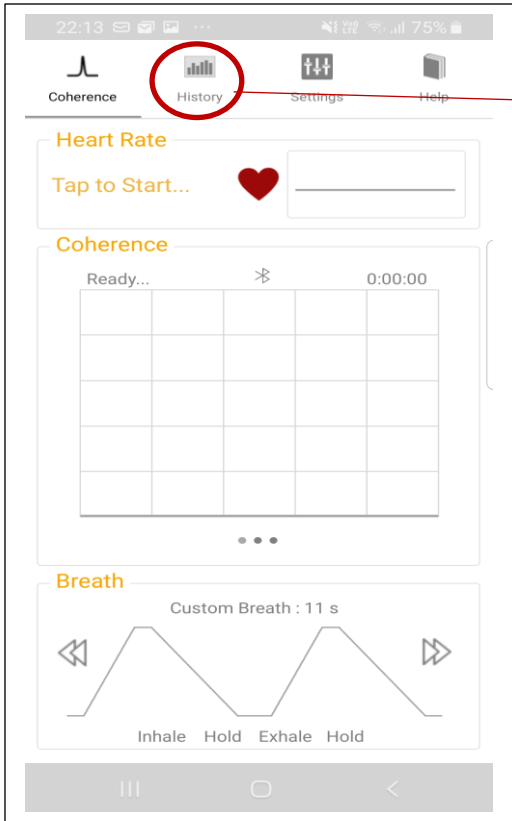 22:13 75%
Coherence History Settings Help
Heart Rate
Tap to Start...
Coherence
Ready... 0:00:00
Breath
Custom Breath : 11 s
Inhale Hold Exhale Hold